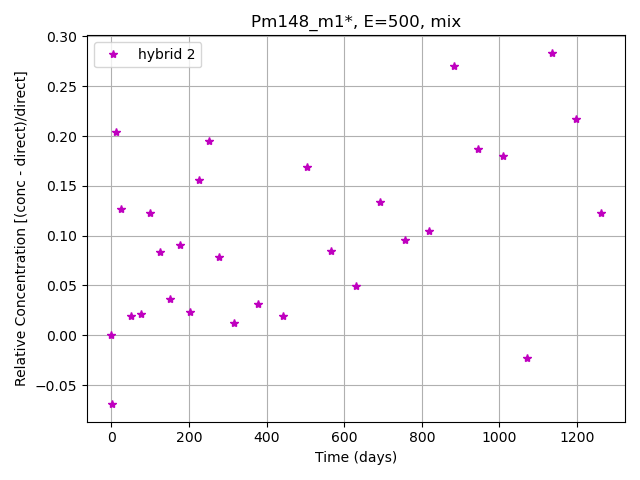 Pm148_m1*, E=500, mix
hybrid 2
0.30
0.25
0.20
0.15
0.10
0.05
0.00
−0.05
Relative Concentration [(conc - direct)/direct]
0 200 400 600 800 1000 1200
Time (days)